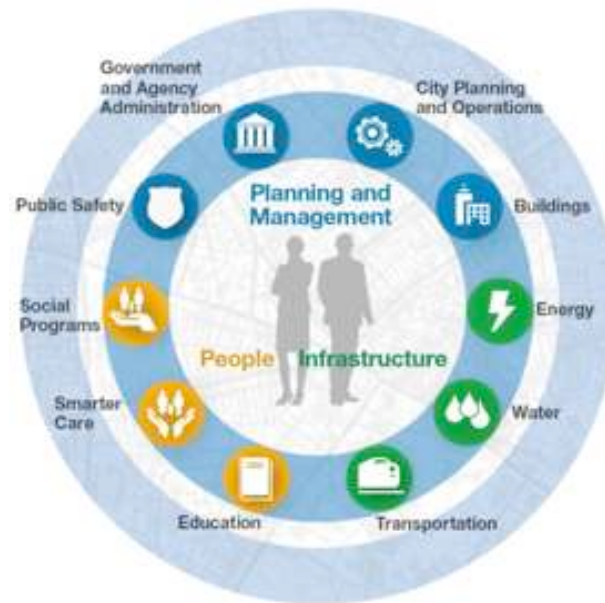 Government
and Agency
Administration
City Planning
and Operations
Planning and
Management
Public Safety
Buildings
Social
Programs
Energy
People
Infrastructure
Smarter
Care
Water
Education
Transportation